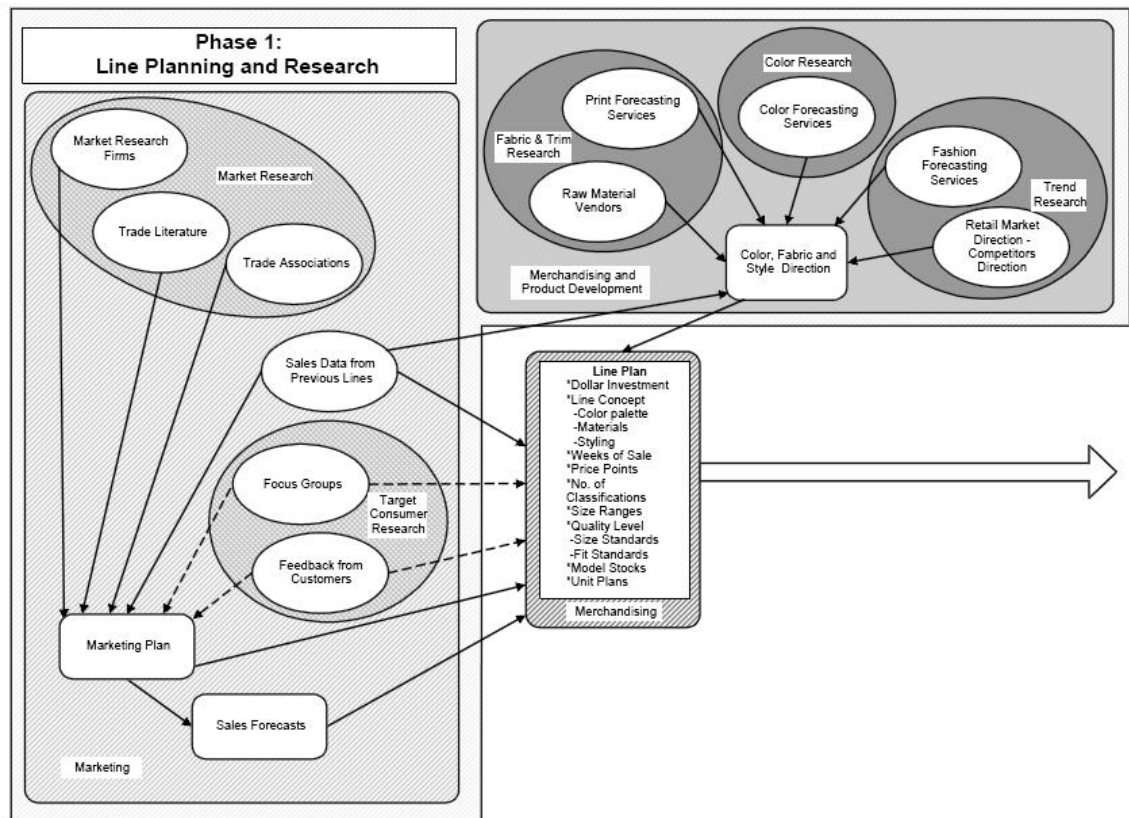 Phase 1:
Line Planning and Research
Market Research
Firms
Market Research
Trade Literature
Trade Associations
Sales Data from
Previous Lines
Focus Groups
Target
Consumer
Research
Feedback from
Customers
Marketing Plan
Sales Forecasts
Marketing
Color Research
Color Forecasting
Services
Print Forecasting
Services
Fabric & Trim
Research
Raw Material
Vendors
Fashion
Forecasting
Services
Trend
Research
Retail Market
Direction -
Competitors
Direction
Color, Fabric and
Style Direction
Merchandising and
Product Development
Line Plan
*Dollar Investment
*Line Concept
-Color palette
-Materials
-Styling
*Weeks of Sale
*Price Points
*No. of
Classifications
*Size Ranges
*Quality Level
-Size Standards
-Fit Standards
*Model Stocks
*Unit Plans
Merchandising